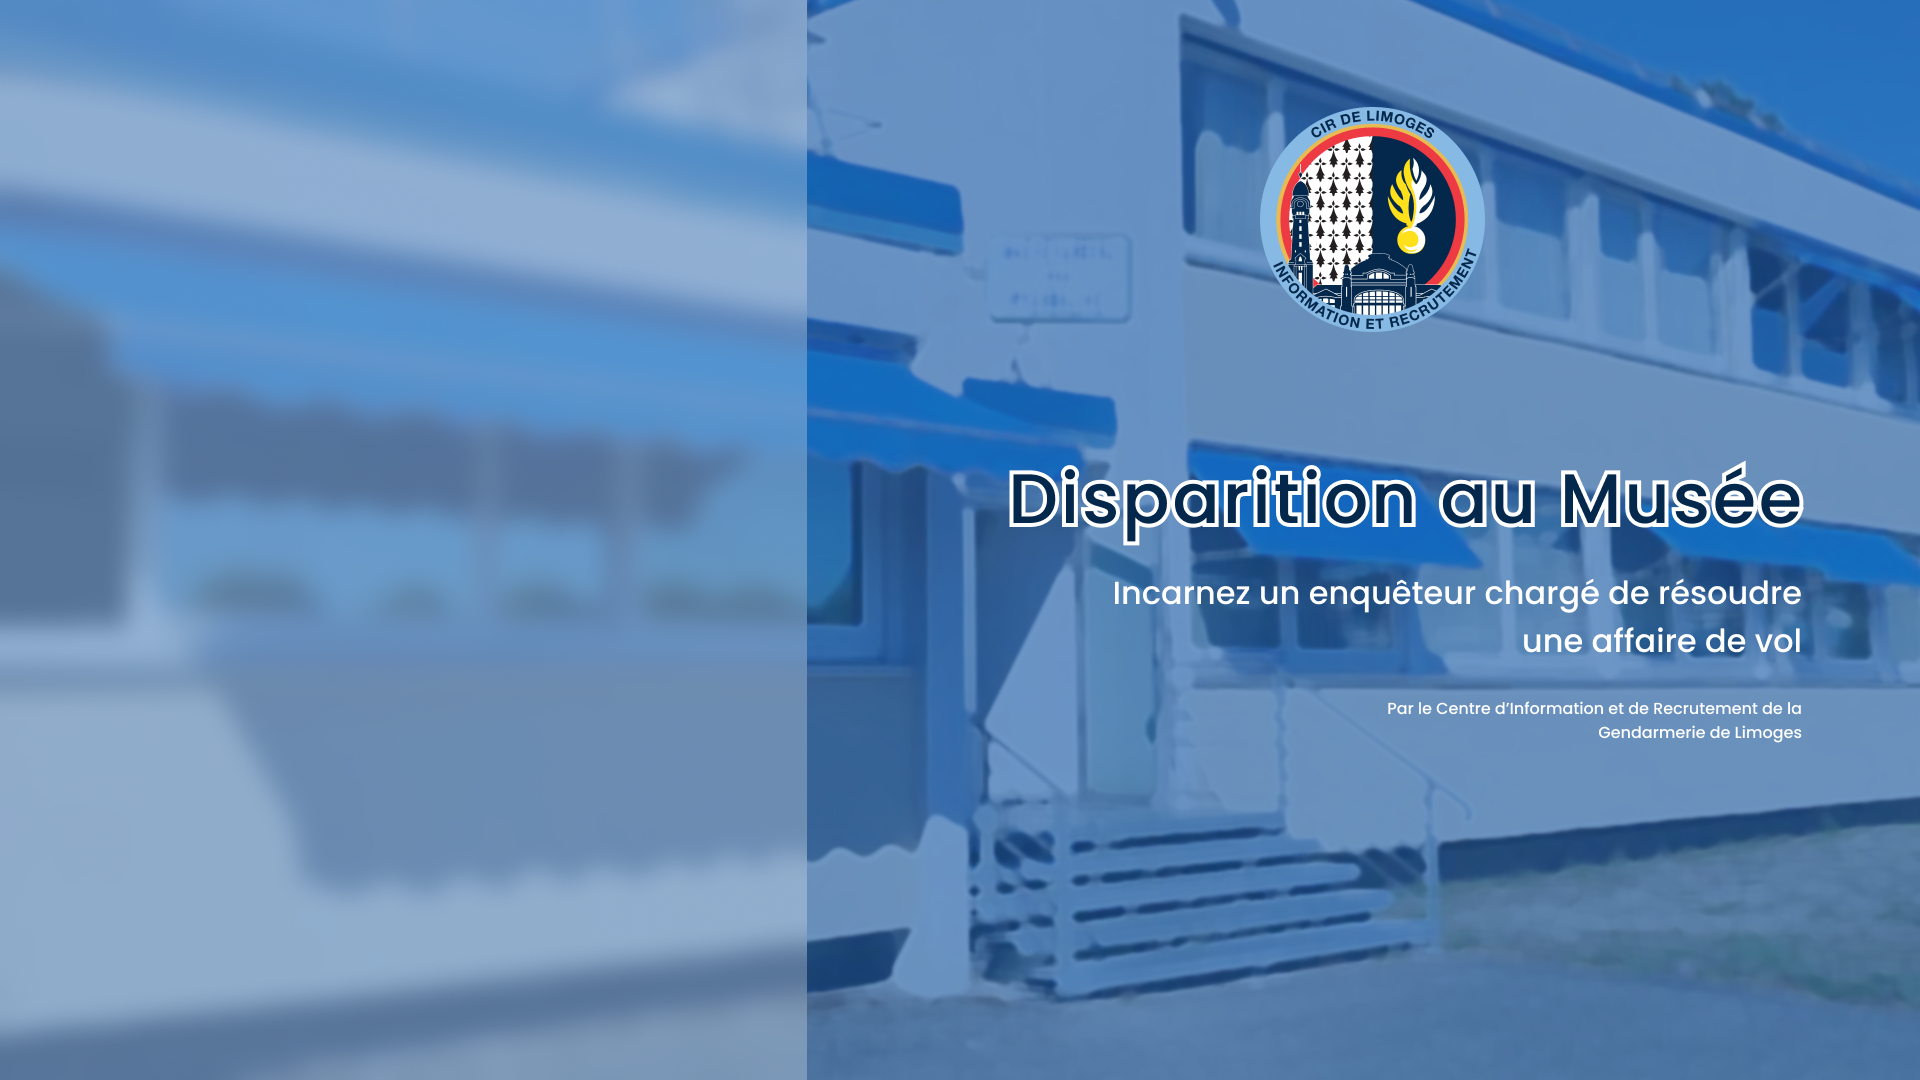 CIR DE LIMOGES
INFORMATION ET RECRUTEMENT
Disparition au Musée
Incarnez un enquêteur chargé de résoudre
une affaire de vol
Par le Centre d’Information et de Recrutement de la
Gendarmerie de Limoges